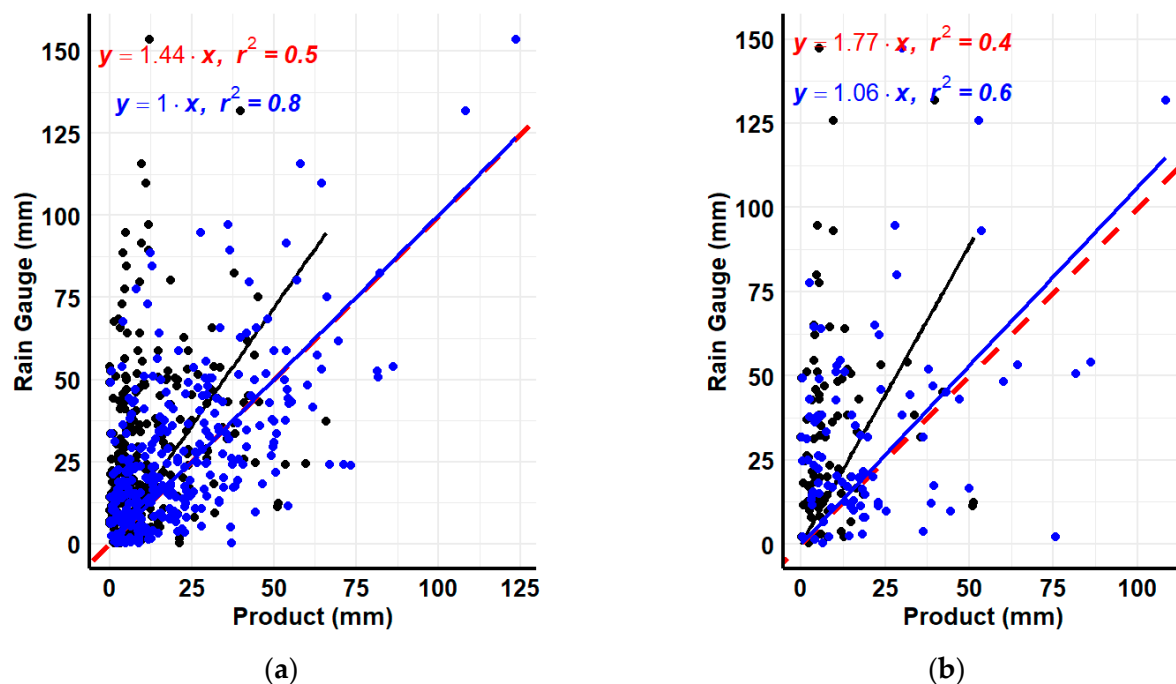 y = 1.44 · x, r² = 0.5
y = 1 · x, r² = 0.8
150
125
100
75
50
25
0
Rain Gauge (mm)
0 25 50 75 100 125
Product (mm)
(a)
y = 1.77 · x, r² = 0.4
y = 1.06 · x, r² = 0.6
150
125
100
75
50
25
0
Rain Gauge (mm)
0 25 50 75 100
Product (mm)
(b)